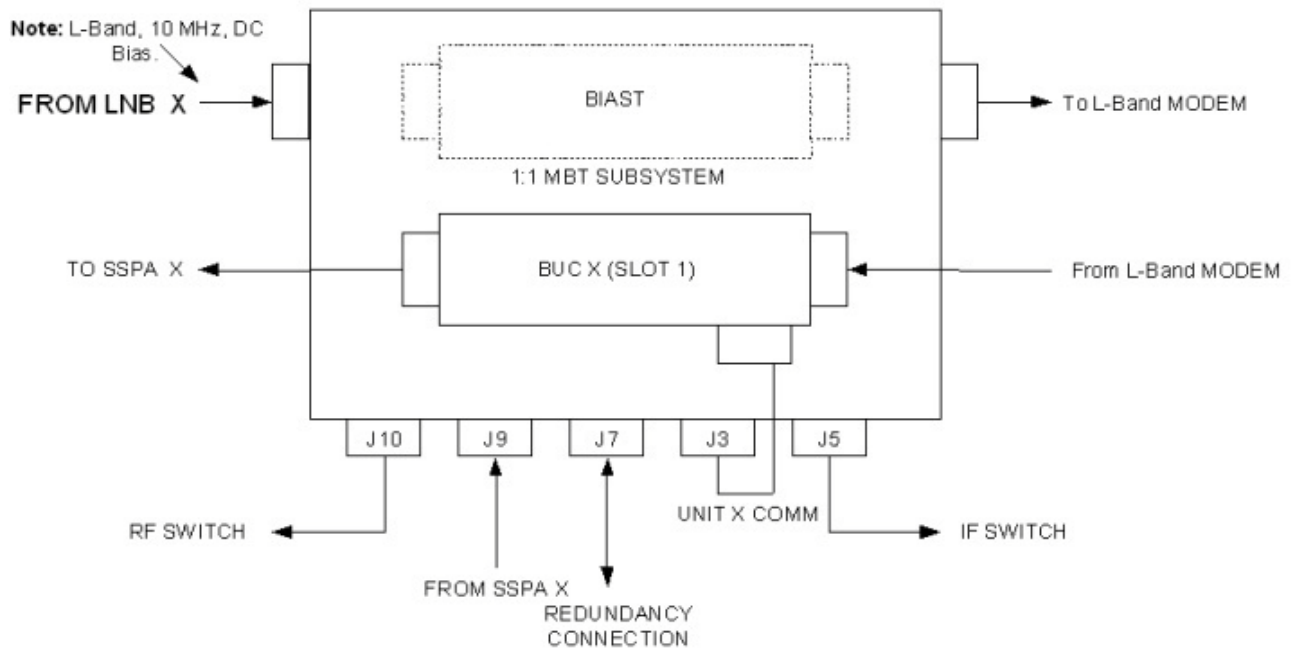 Note: L-Band, 10 MHz, DC
Bias.
FROM LNB X
BIAST
To L-Band MODEM
1:1 MBT SUBSYSTEM
TO SSPA X
BUC X (SLOT 1)
From L-Band MODEM
J10
J9
J7
J3
J5
RF SWITCH
UNIT X COMM
IF SWITCH
FROM SSPA X
REDUNDANCY
CONNECTION